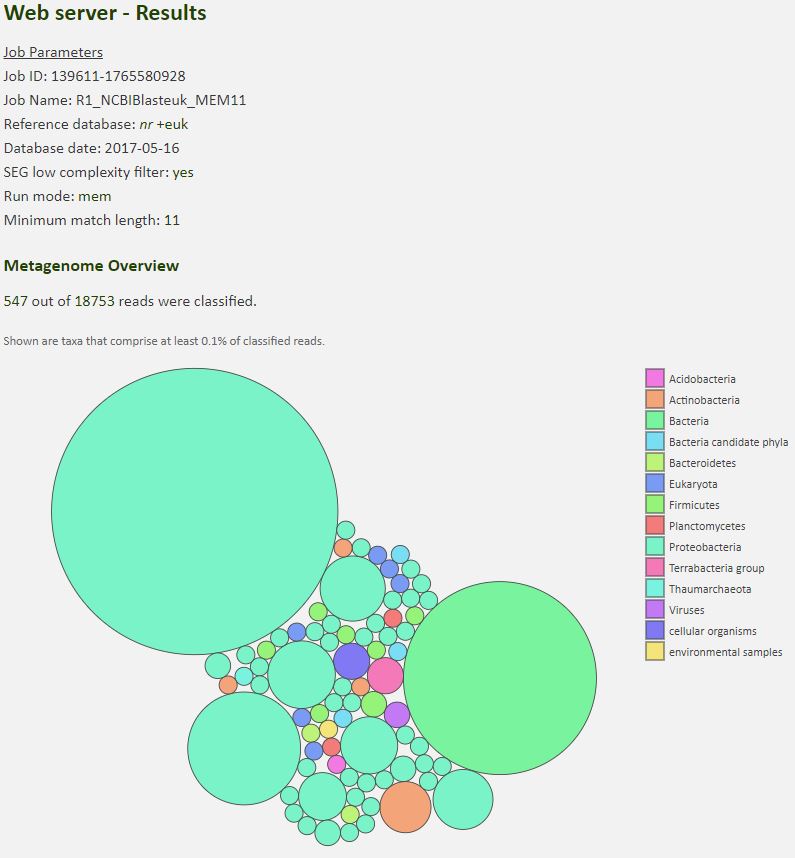 Web server - Results
Job Parameters
Job ID: 139611-1765580928
Job Name: R1_NCBIBlasteuk_MEM11
Reference database: nr +euk
Database date: 2017-05-16
SEG low complexity filter: yes
Run mode: mem
Minimum match length: 11
Metagenome Overview
547 out of 18753 reads were classified.
Shown are taxa that comprise at least 0.1% of classified reads.
Acidobacteria
Actinobacteria
Bacteria
Bacteria candidate phyla
Bacteroidetes
Eukaryota
Firmicutes
Planctomycetes
Proteobacteria
Terrabacteria group
Thaumarchaeota
Viruses
cellular organisms
environmental samples